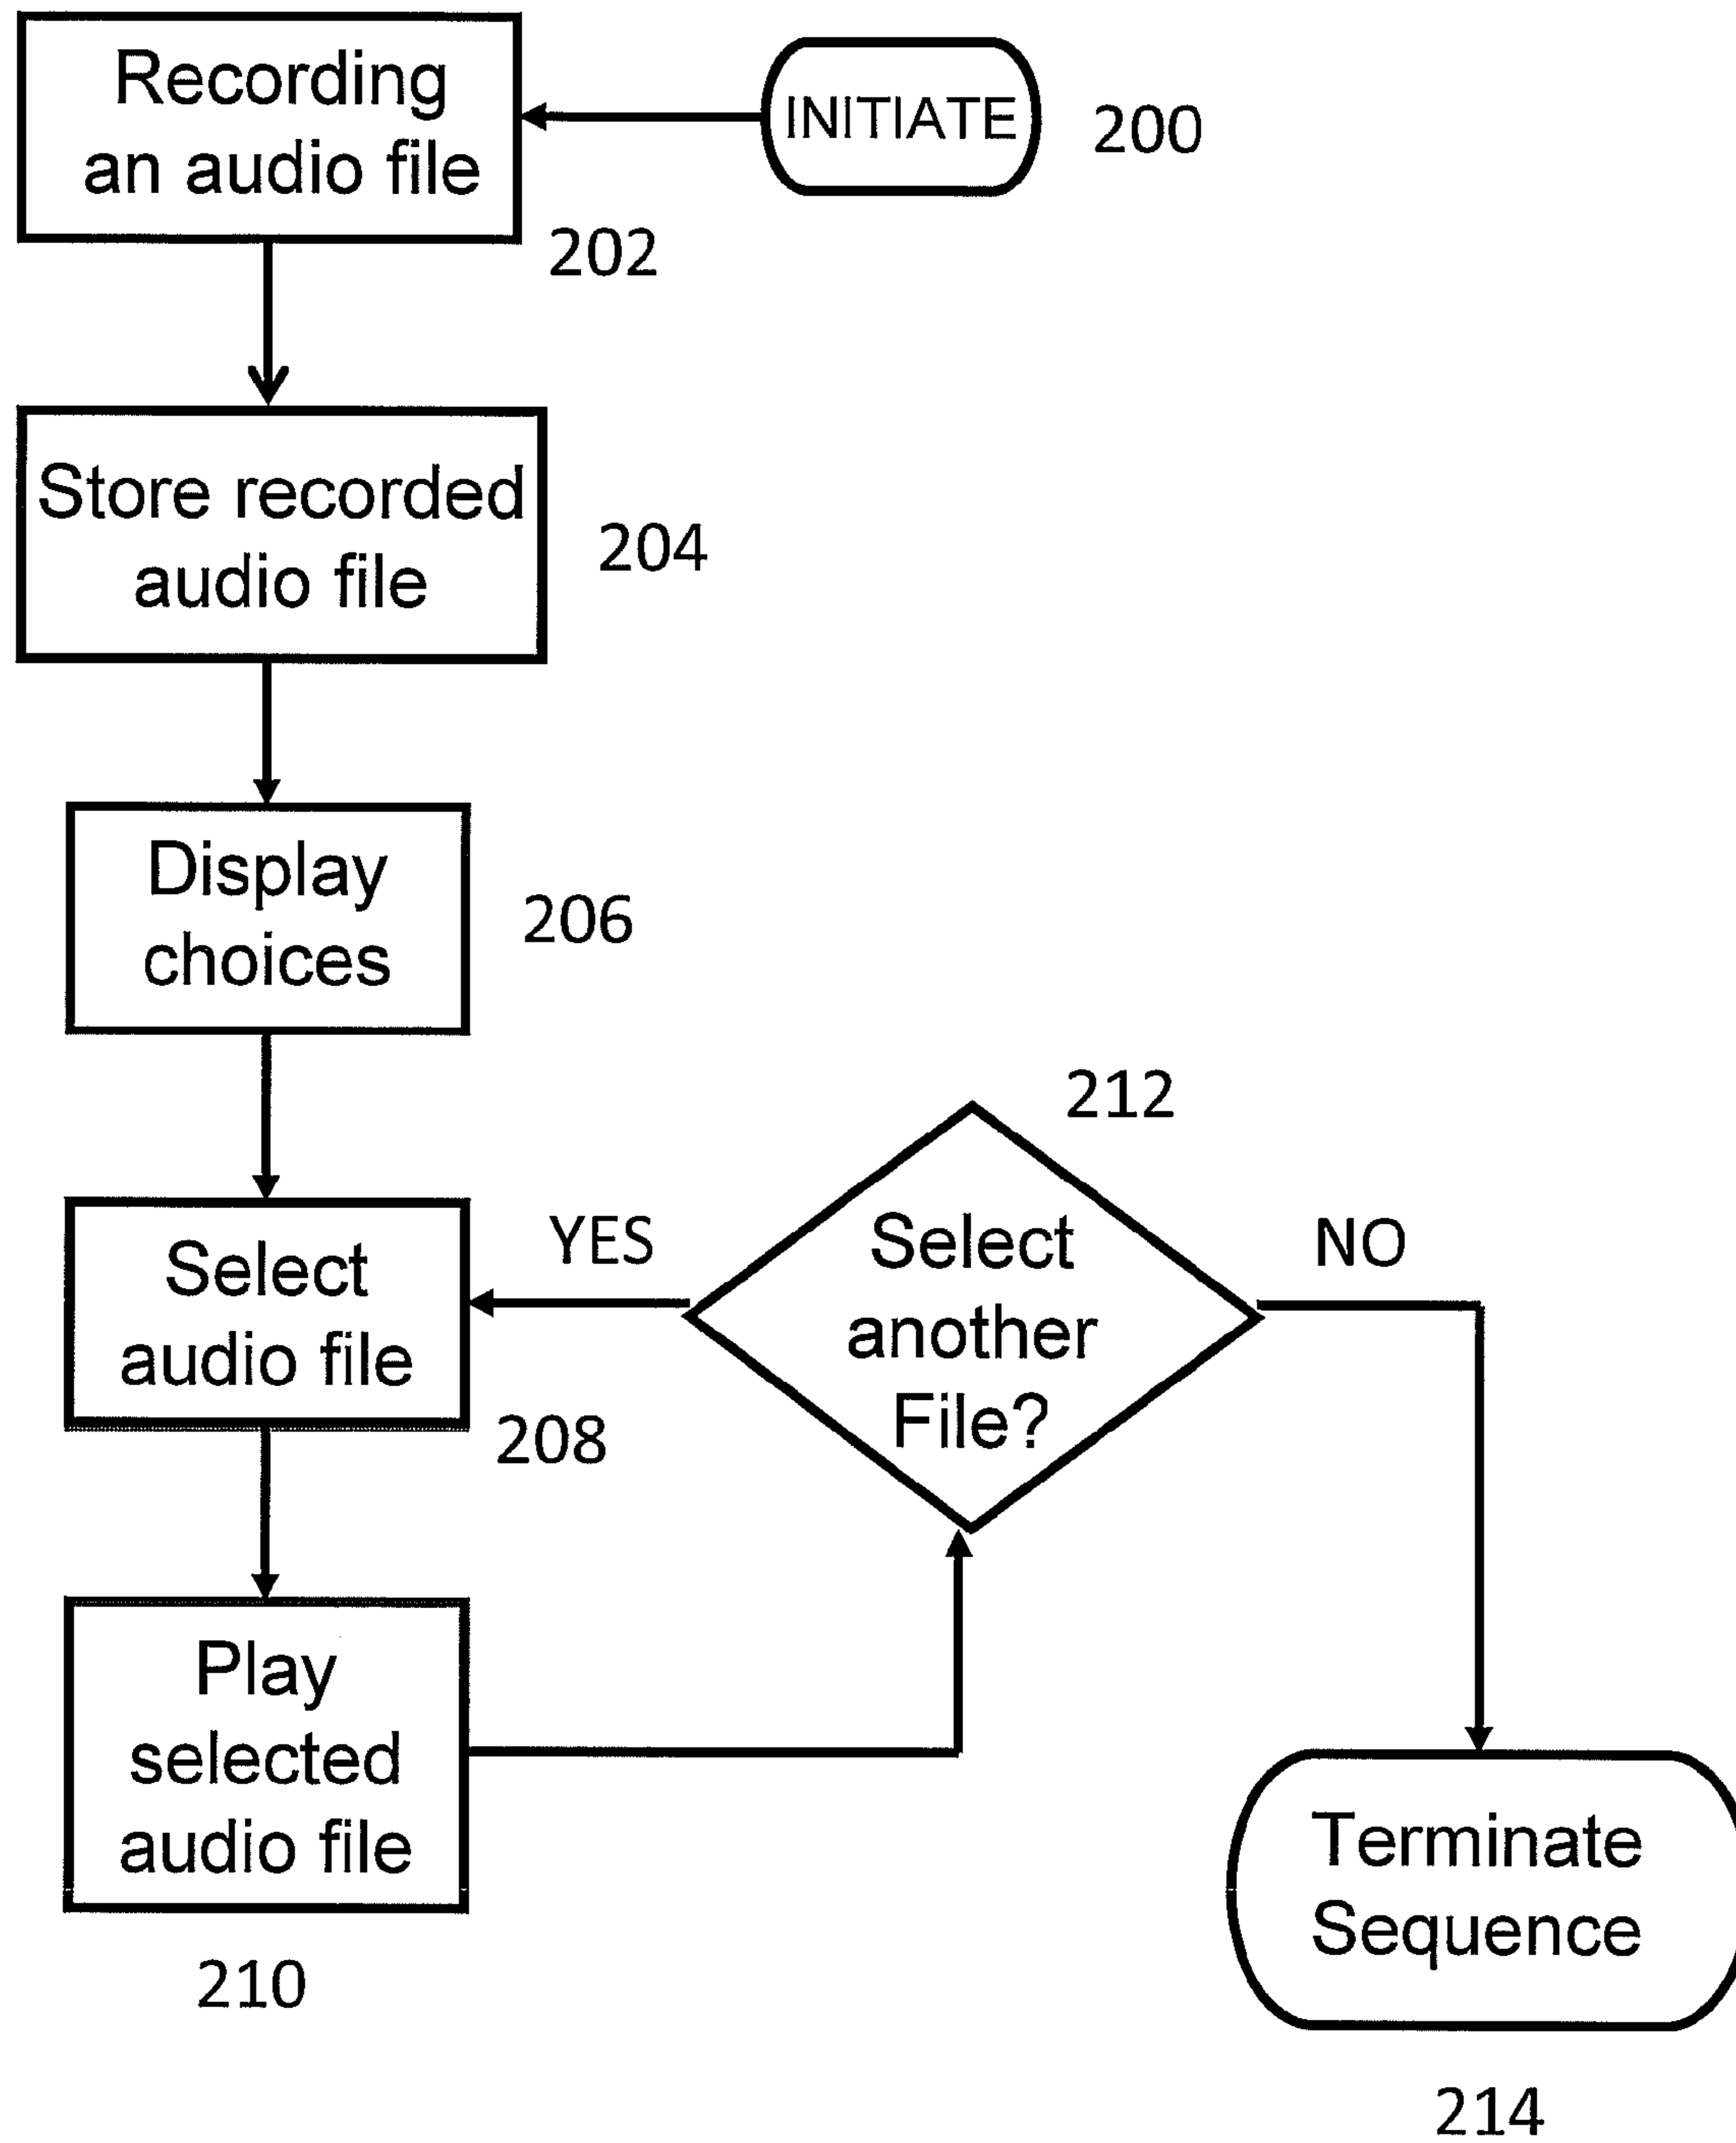 INITIATE
200
Recording
an audio file
202
Store recorded
audio file
204
Display
choices
206
Select
audio file
208
Play
selected
audio file
210
212
Select
another
File?
YES
NO
Terminate
Sequence
214